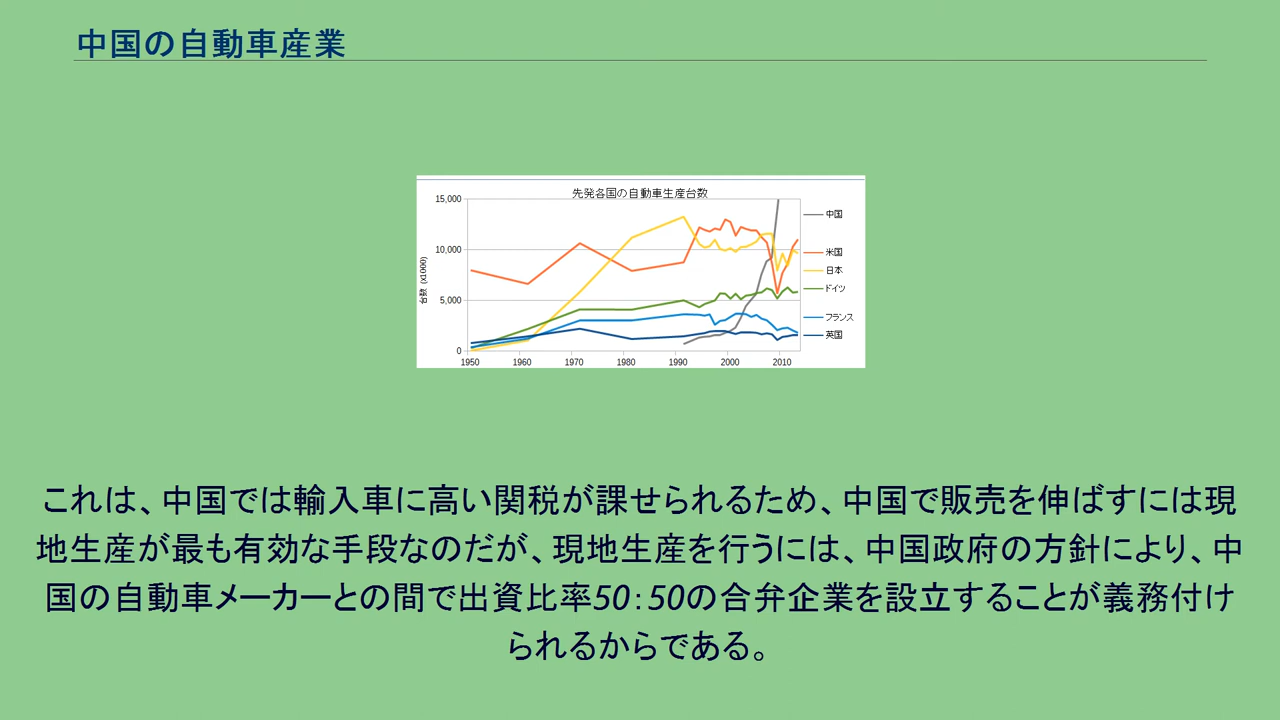 中国の自動車産業
先発各国の自動車生産台数
台数 (x1000)
15,000
10,000
5,000
0
1950 1960 1970 1980 1990 2000 2010
中国
米国
日本
ドイツ
フランス
英国
これは、中国では輸入車に高い関税が課せられるため、中国で販売を伸ばすには現
地生産が最も有効な手段なのだが、現地生産を行うには、中国政府の方針により、中
国の自動車メーカーとの間で出資比率50:50の合弁企業を設立することが義務付け
られるからである。